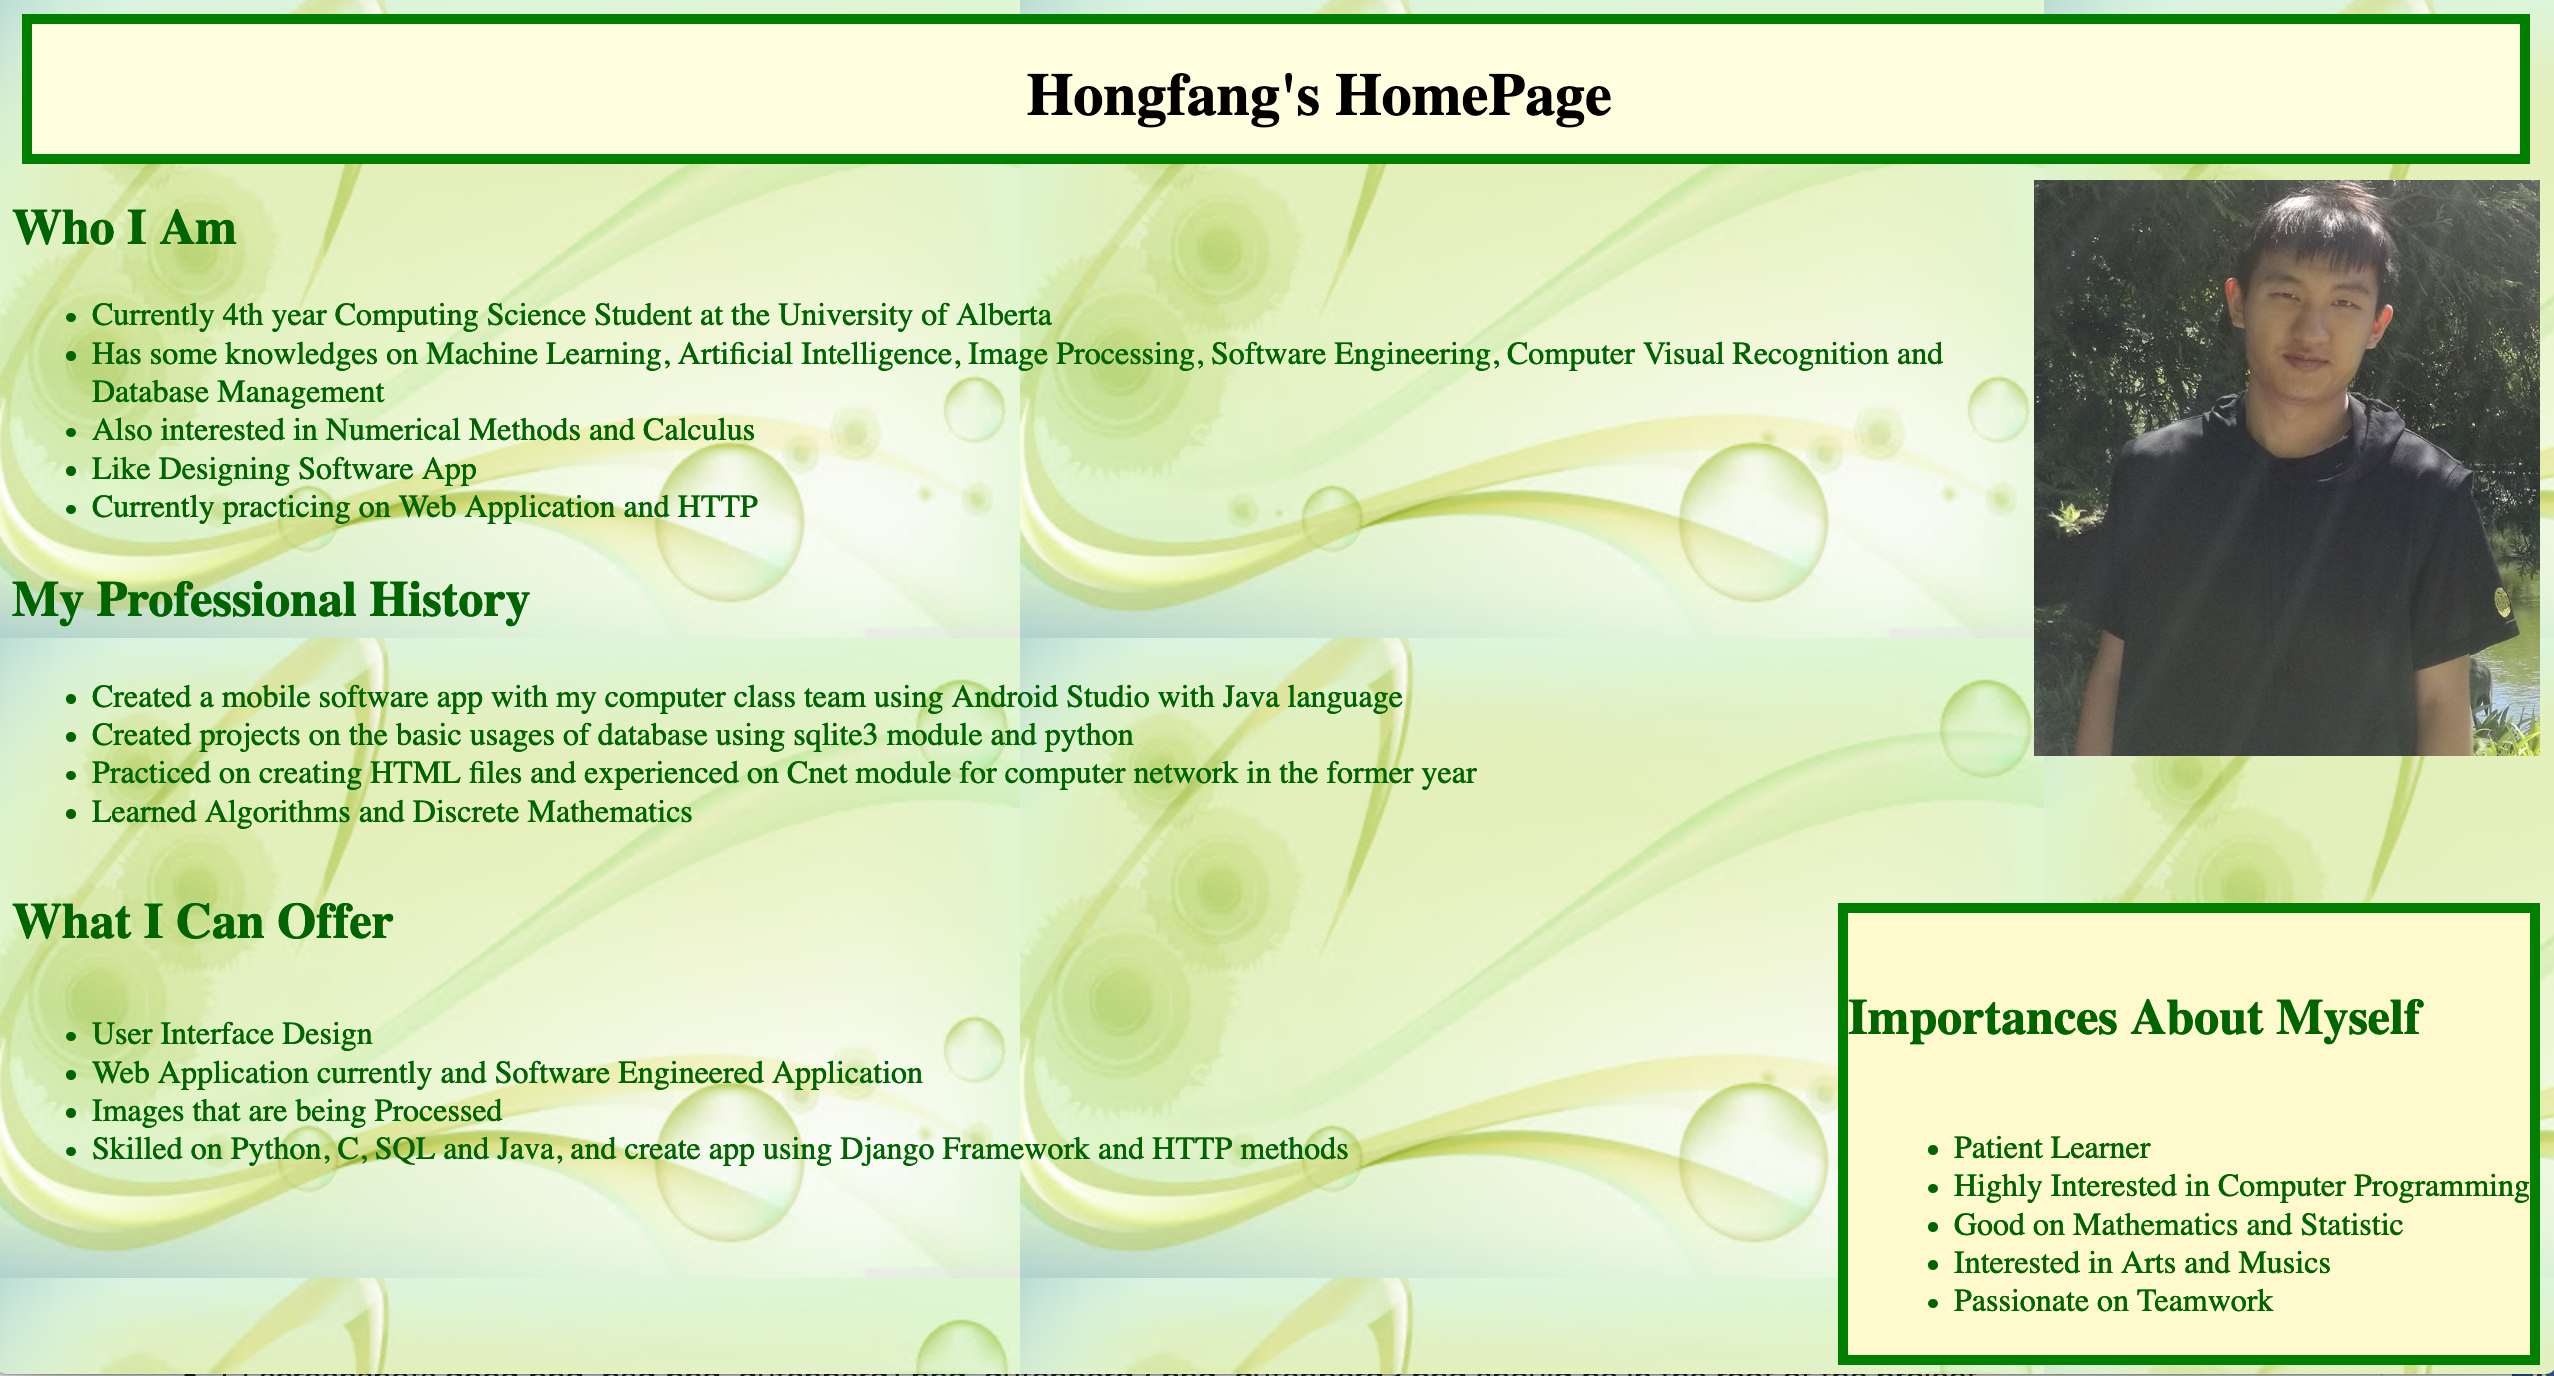 Hongfang's HomePage
Who I Am
Currently 4th year Computing Science Student at the University of Alberta
Has some knowledges on Machine Learning, Artificial Intelligence, Image Processing, Software Engineering, Computer Visual Recognition and
Database Management
Also interested in Numerical Methods and Calculus
Like Designing Software App
Currently practicing on Web Application and HTTP
My Professional History
Created a mobile software app with my computer class team using Android Studio with Java language
Created projects on the basic usages of database using sqlite3 module and python
Practiced on creating HTML files and experienced on Cnet module for computer network in the former year
Learned Algorithms and Discrete Mathematics
What I Can Offer
User Interface Design
Web Application currently and Software Engineered Application
Images that are being Processed
Skilled on Python, C, SQL and Java, and create app using Django Framework and HTTP methods
Importances About Myself
Patient Learner
Highly Interested in Computer Programming
Good on Mathematics and Statistic
Interested in Arts and Musics
Passionate on Teamwork